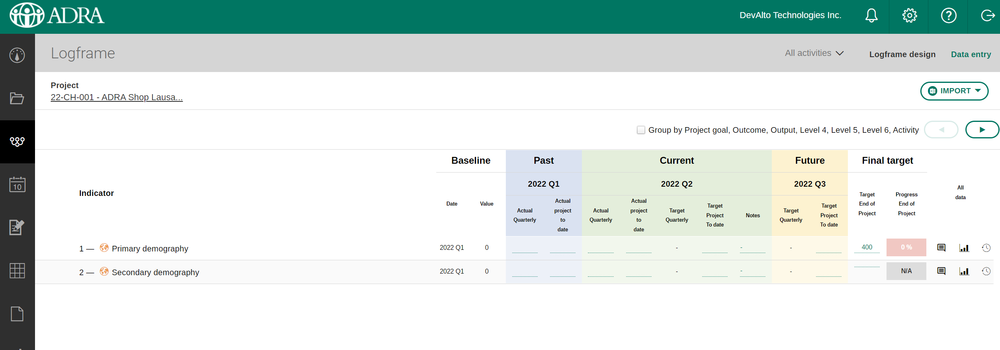 ADRA
DevAlto Technologies Inc.
?
Logframe
All activities
Logframe design
Data entry
Project
22-CH-001 - ADRA Shop Lausa...
IMPORT
Group by Project goal, Outcome, Output, Level 4, Level 5, Level 6, Activity
Baseline Past Current Future Final target
2022 Q1 2022 Q2 2022 Q3
Indicator
Date Value
Actual
Quarterly
Actual
project
to
date
Actual
Quarterly
Actual
project
to
date
Target
Quarterly
Target
Project
To date
Notes
Target
Quarterly
Target
Project
To date
Target
End of
Project
Progress
End of
Project
All
data
10
1 — Primary demography 2022 Q1 0 - - - 400 0 %
2 — Secondary demography 2022 Q1 0 - - - N/A